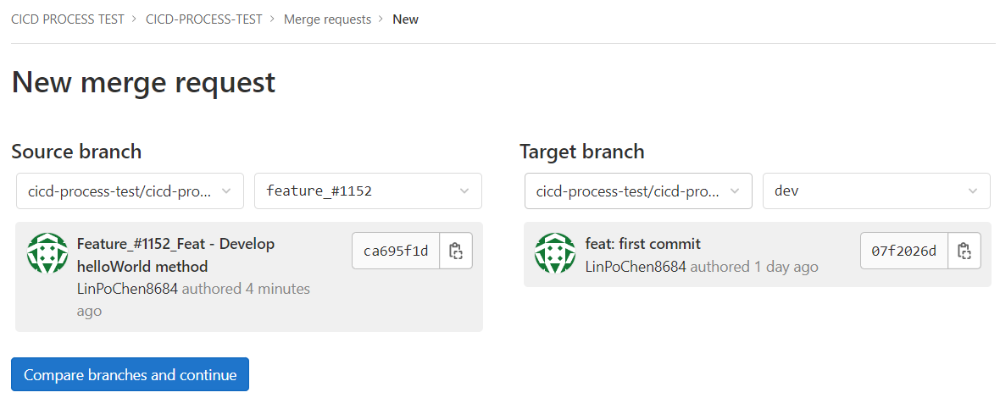 CICD PROCESS TEST > CICD-PROCESS-TEST > Merge requests > New
New merge request
Source branch
cicd-process-test/cicd-pro...
feature_#1152
Feature_#1152_Feat - Develop
helloWorld method
LinPoChen8684 authored 4 minutes
ago
ca695f1d
Target branch
cicd-process-test/cicd-pro...
dev
feat: first commit
LinPoChen8684 authored 1 day ago
07f2026d
Compare branches and continue